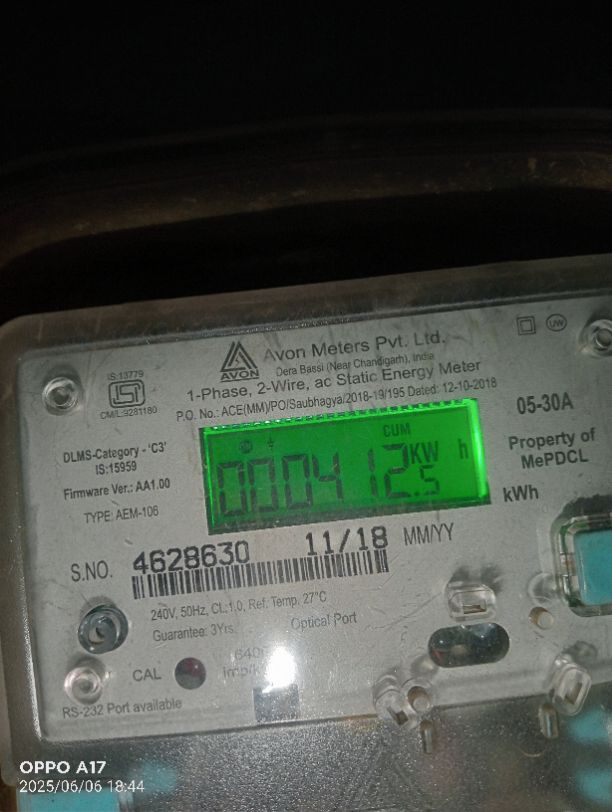 Avon Meters Pvt. Ltd.
AVON
Dera Bassi (Near Chandigarh), India
1-Phase, 2-Wire, ac Static Energy Meter
P.O. No.: ACE(MM)/PO/Saubhagya/2018-19/195 Dated: 12-10-2018
UW
IS:13779
CM/L:9281180
05-30A
Property of
MePDCL
DLMS-Category - 'C3'
IS:15959
Firmware Ver.: AA1.00
TYPE: AEM-106
CUM
000412.5 KW h
kWh
S.NO. 4628630 11/18 MM/YY
240V, 50Hz, Cl.:1.0, Ref. Temp. 27°C
Guarantee: 3Yrs.
Optical Port
CAL
RS-232 Port available
OPPO A17
2025/06/06 18:44